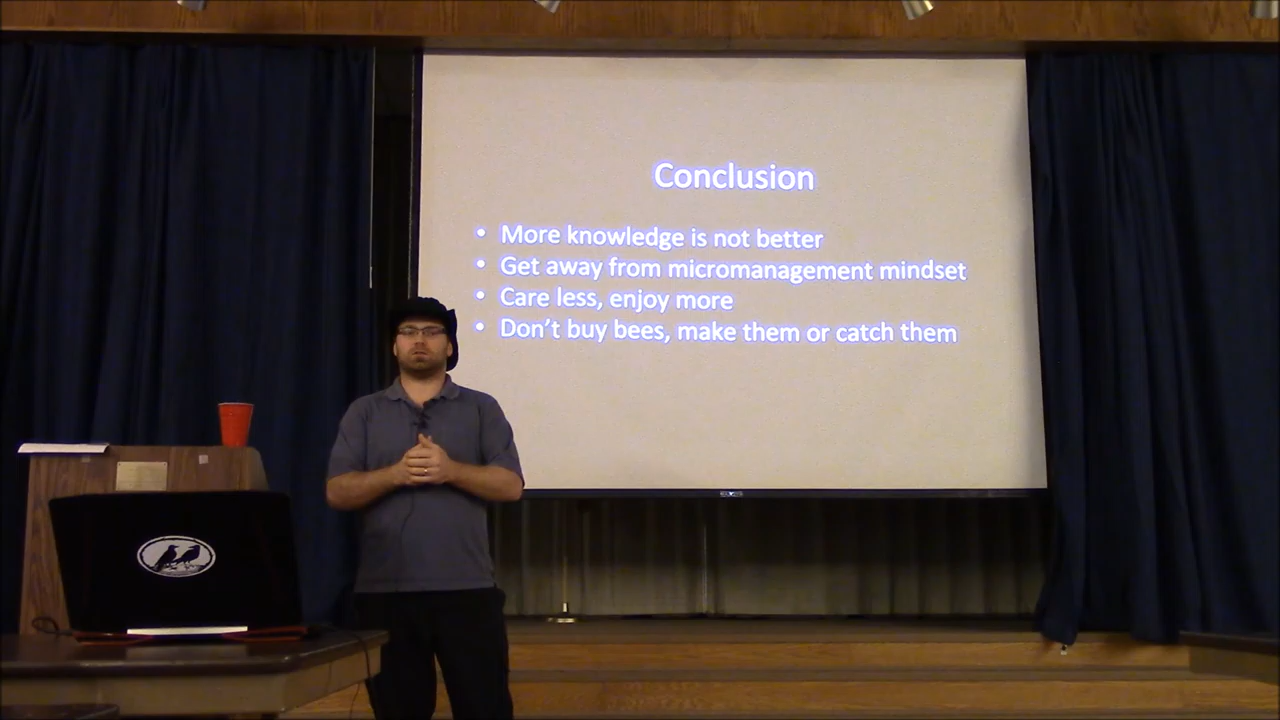 Conclusion
• More knowledge is not better
• Get away from micromanagement mindset
• Care less, enjoy more
• Don't buy bees, make them or catch them